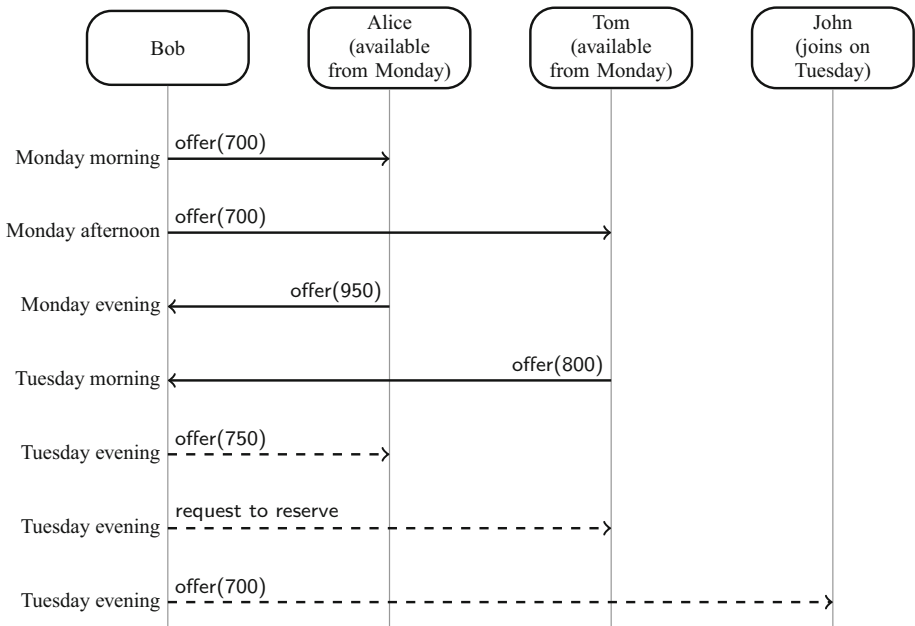 Bob
Alice
(available
from Monday)
Tom
(available
from Monday)
John
(joins on
Tuesday)
Monday morning
offer(700)
Monday afternoon
offer(700)
Monday evening
offer(950)
Tuesday morning
offer(800)
Tuesday evening
offer(750)
Tuesday evening
request to reserve
Tuesday evening
offer(700)